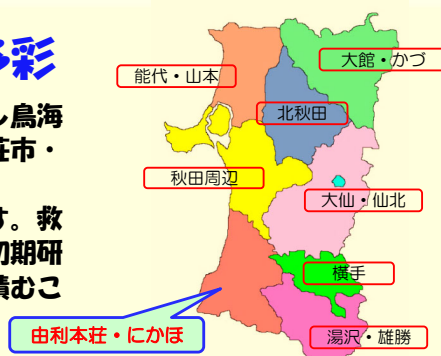 彩
鳥海
荘市・
す。救
初期研
積むこ
能代・山本
大館・かづ
北秋田
秋田周辺
大仙・仙北
横手
湯沢・雄勝
由利本荘・にかほ